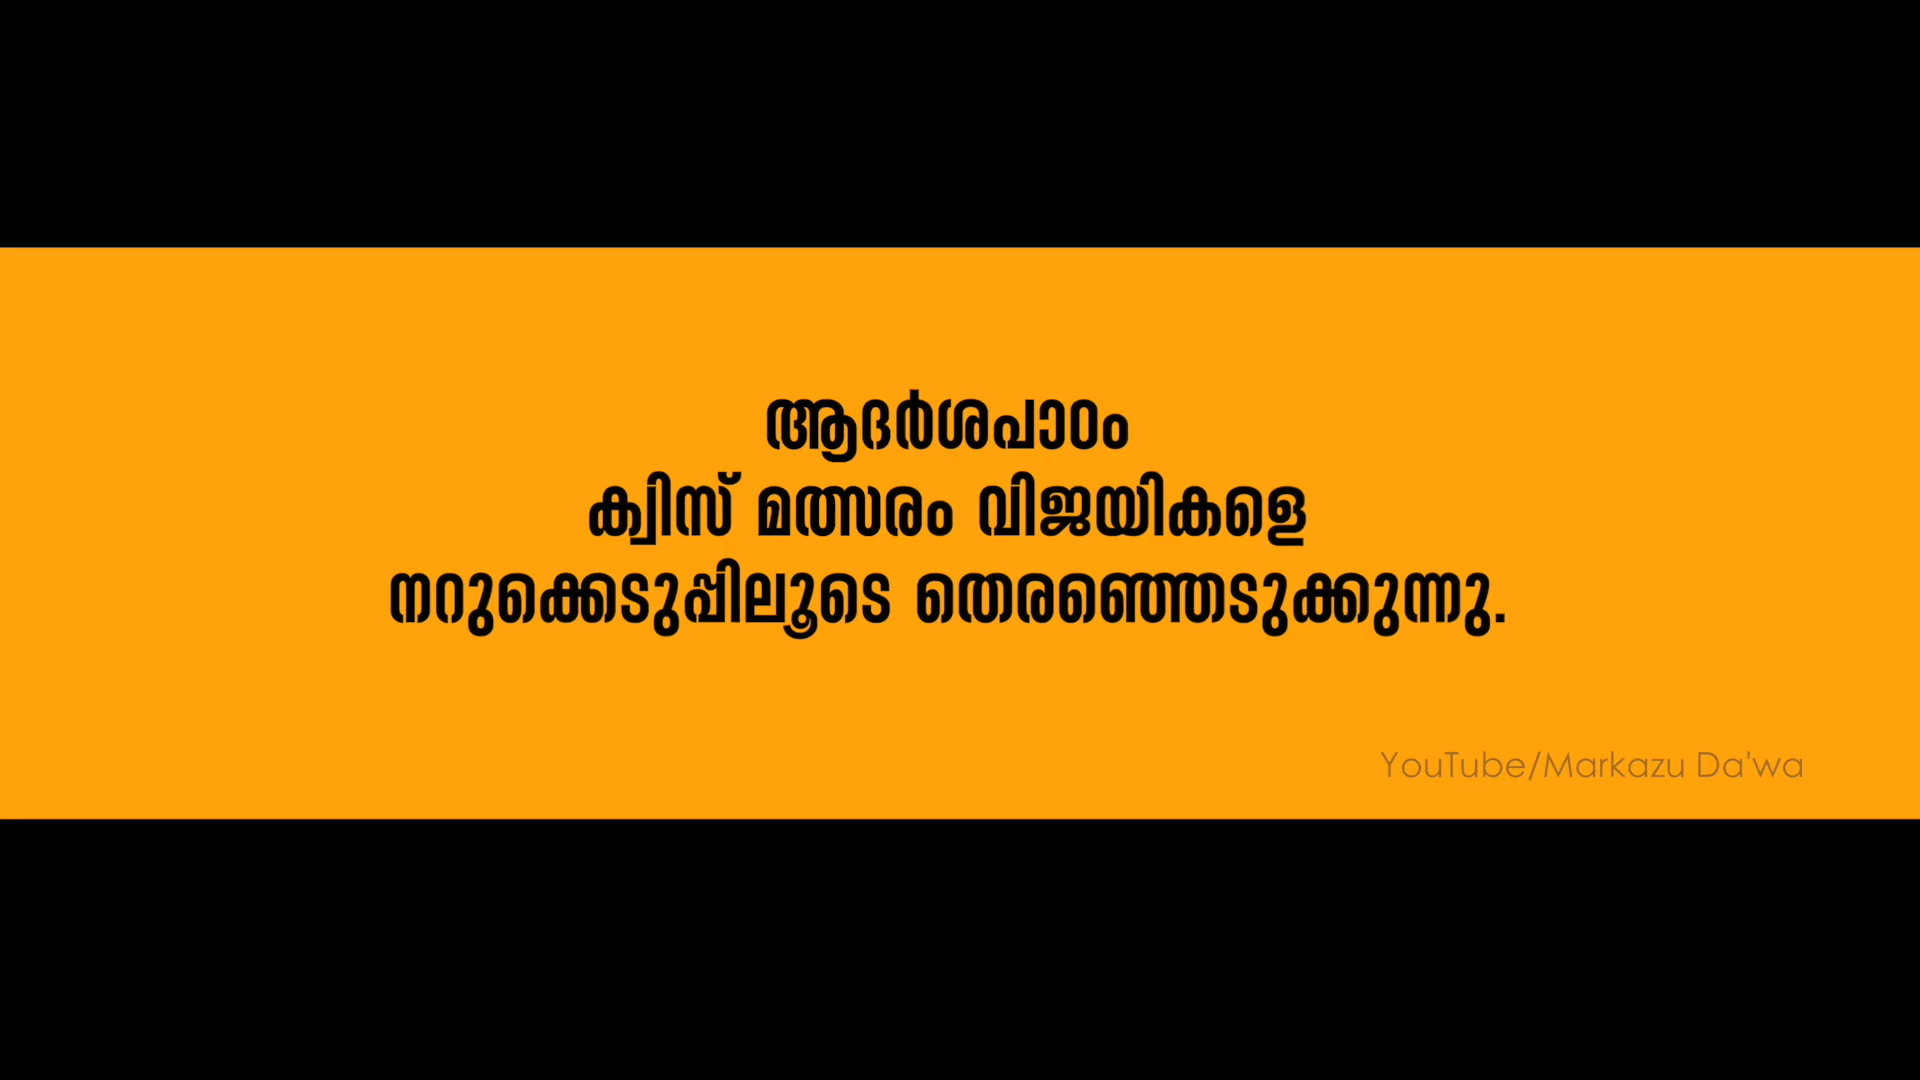 ആദർശപാഠം
ക്വിസ് മത്സരം വിജയികളെ
നറുക്കെടുപ്പിലൂടെ തെരഞ്ഞെടുക്കുന്നു.
YouTube/Markazu Da'wa